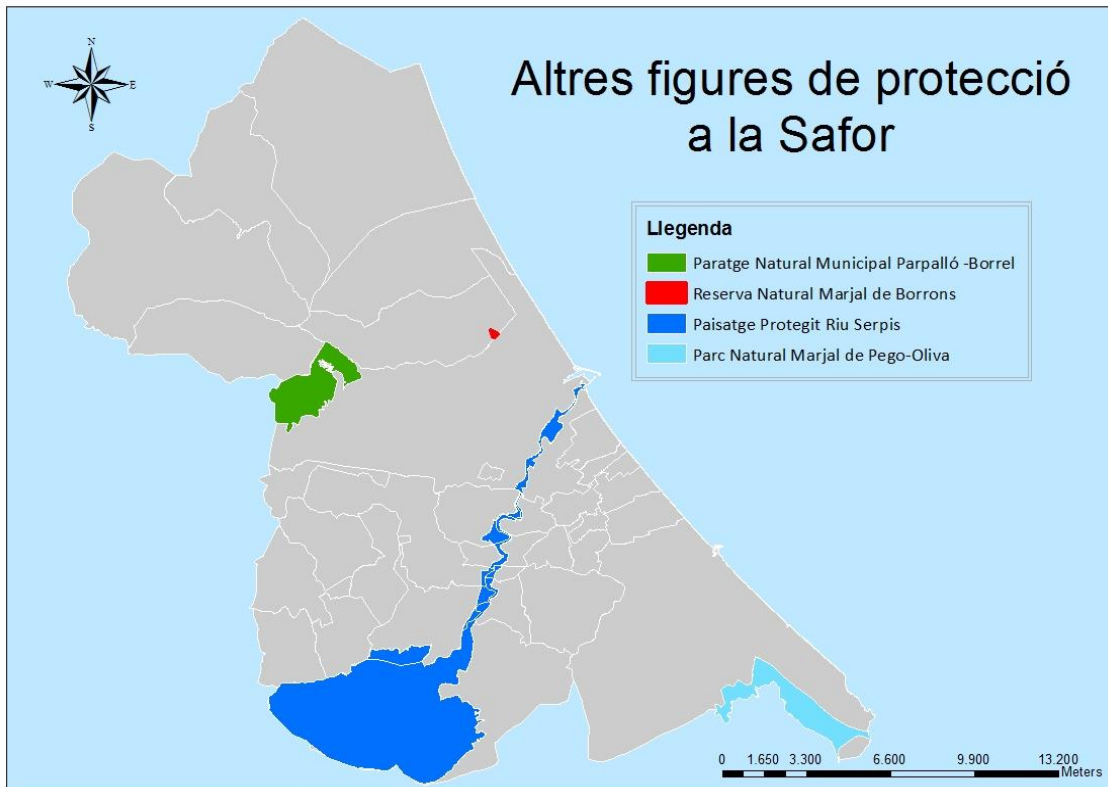 N
W E
S
Altres figures de protecció
a la Safor
Llegenda
Paratge Natural Municipal Parpalló -Borrel
Reserva Natural Marjal de Borrons
Paisatge Protegit Riu Serpis
Parc Natural Marjal de Pego-Oliva
0 1.650 3.300 6.600 9.900 13.200
Meters